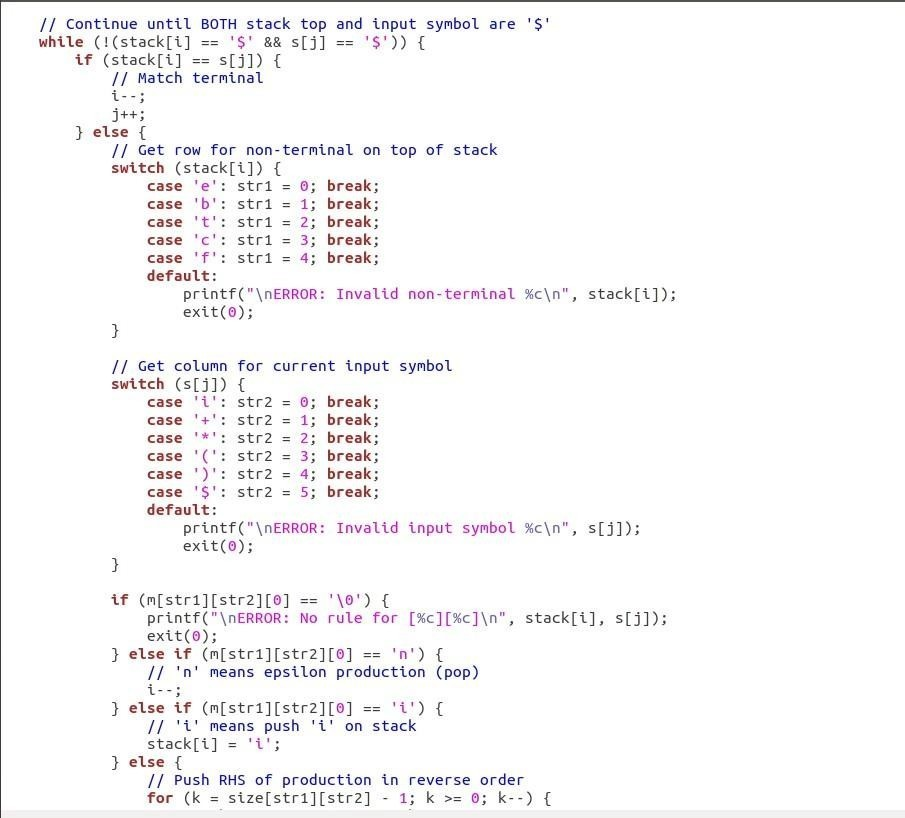 // Continue until BOTH stack top and input symbol are '$'
while (!(stack[i] == '$' && s[j] == '$')) {
if (stack[i] == s[j]) {
// Match terminal
i--;
j++;
} else {
// Get row for non-terminal on top of stack
switch (stack[i]) {
case 'e': str1 = 0; break;
case 'b': str1 = 1; break;
case 't': str1 = 2; break;
case 'c': str1 = 3; break;
case 'f': str1 = 4; break;
default:
printf("\nERROR: Invalid non-terminal %c\n", stack[i]);
exit(0);
}
// Get column for current input symbol
switch (s[j]) {
case 'i': str2 = 0; break;
case '+': str2 = 1; break;
case '*': str2 = 2; break;
case '(': str2 = 3; break;
case ')': str2 = 4; break;
case '$': str2 = 5; break;
default:
printf("\nERROR: Invalid input symbol %c\n", s[j]);
exit(0);
}
if (m[str1][str2][0] == '\0') {
printf("\nERROR: No rule for [%c][%c]\n", stack[i], s[j]);
exit(0);
} else if (m[str1][str2][0] == 'n') {
// 'n' means epsilon production (pop)
i--;
} else if (m[str1][str2][0] == 'i') {
// 'i' means push 'i' on stack
stack[i] = 'i';
} else {
// Push RHS of production in reverse order
for (k = size[str1][str2] - 1; k >= 0; k--) {